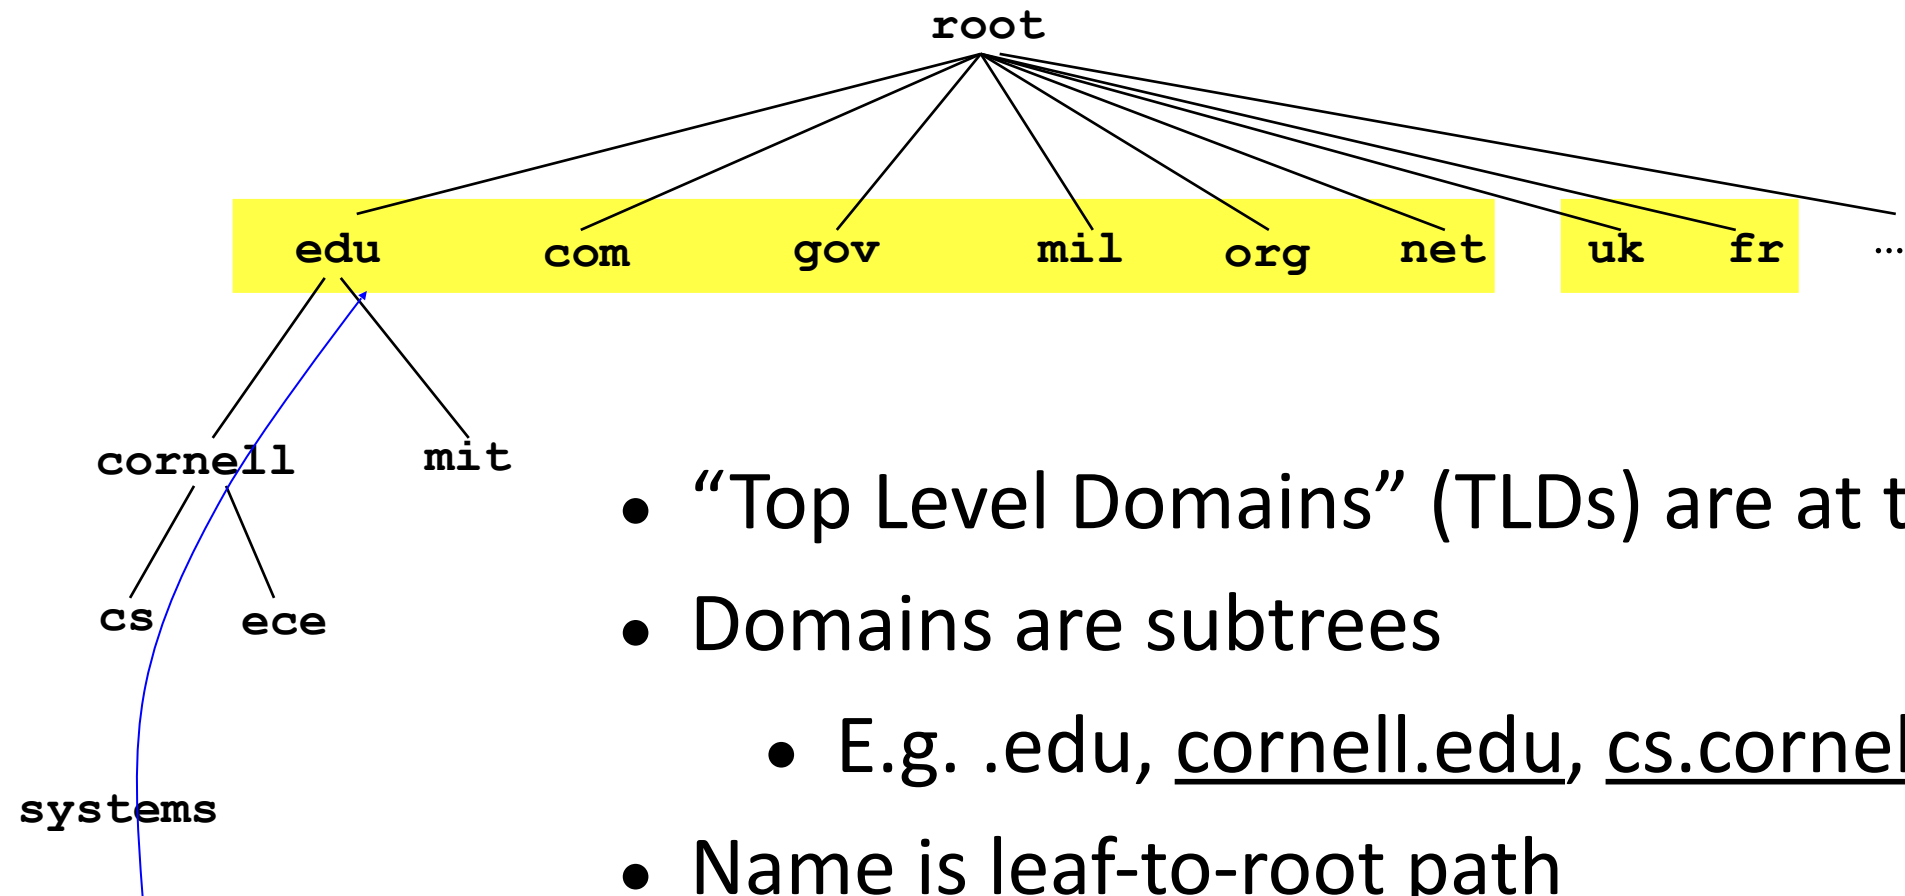 root
edu com gov mil org net uk fr ...
cornell mit
• “Top Level Domains” (TLDs) are at t
• Domains are subtrees
cs ece
• E.g. .edu, cornell.edu, cs.cornel
systems
• Name is leaf-to-root path